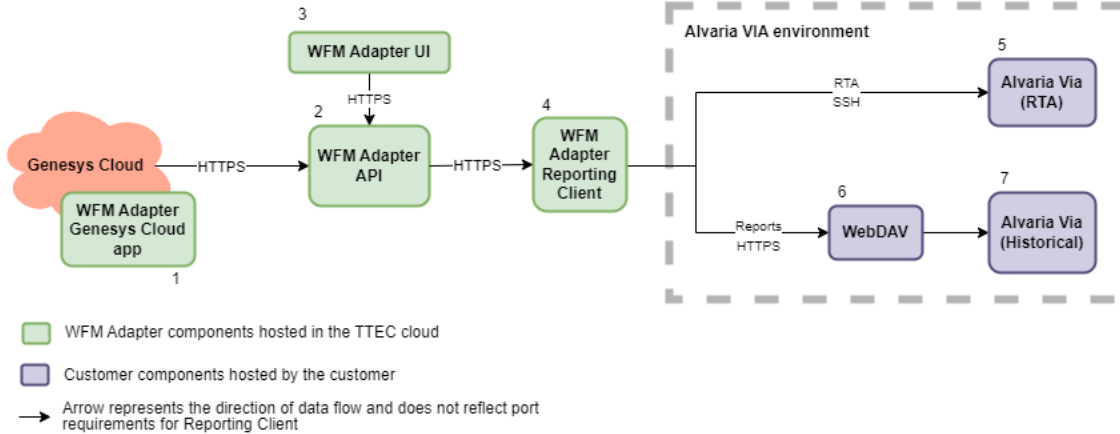 3
WFM Adapter UI
HTTPS
Genesys Cloud
WFM Adapter
Genesys Cloud
app
1
HTTPS
2
WFM Adapter
API
HTTPS
4
WFM
Adapter
Reporting
Client
Alvaria VIA environment
RTA
SSH
5
Alvaria Via
(RTA)
Reports
HTTPS
6
WebDAV
7
Alvaria Via
(Historical)
WFM Adapter components hosted in the TTEC cloud
Customer components hosted by the customer
Arrow represents the direction of data flow and does not reflect port
requirements for Reporting Client